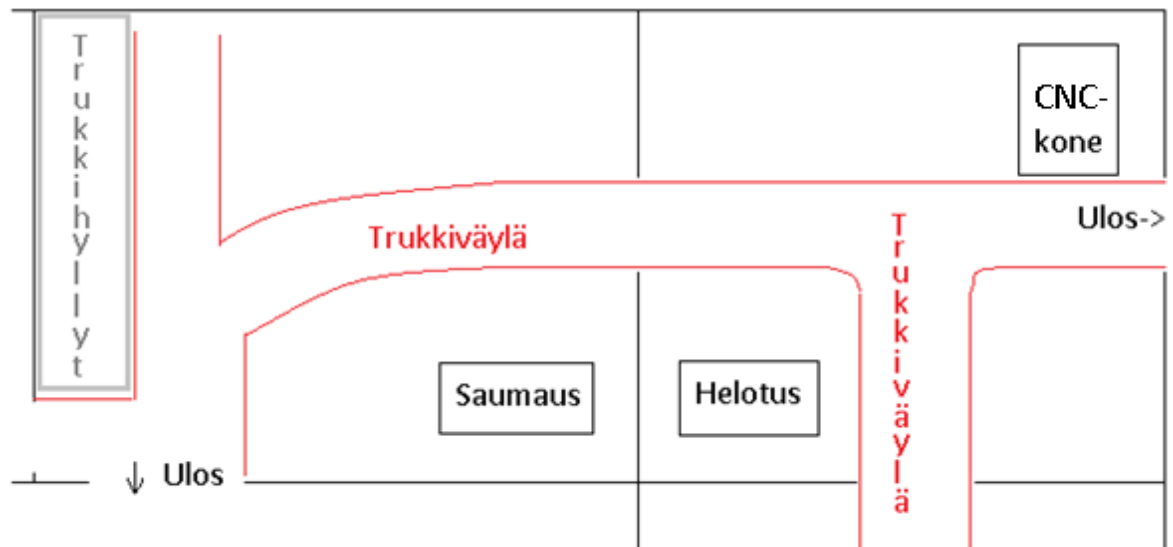 Trukkihyllyt
CNC-
kone
Ulos->
Trukkiväylä
Trukkiväylä
Saumaus
Helotus
↓ Ulos